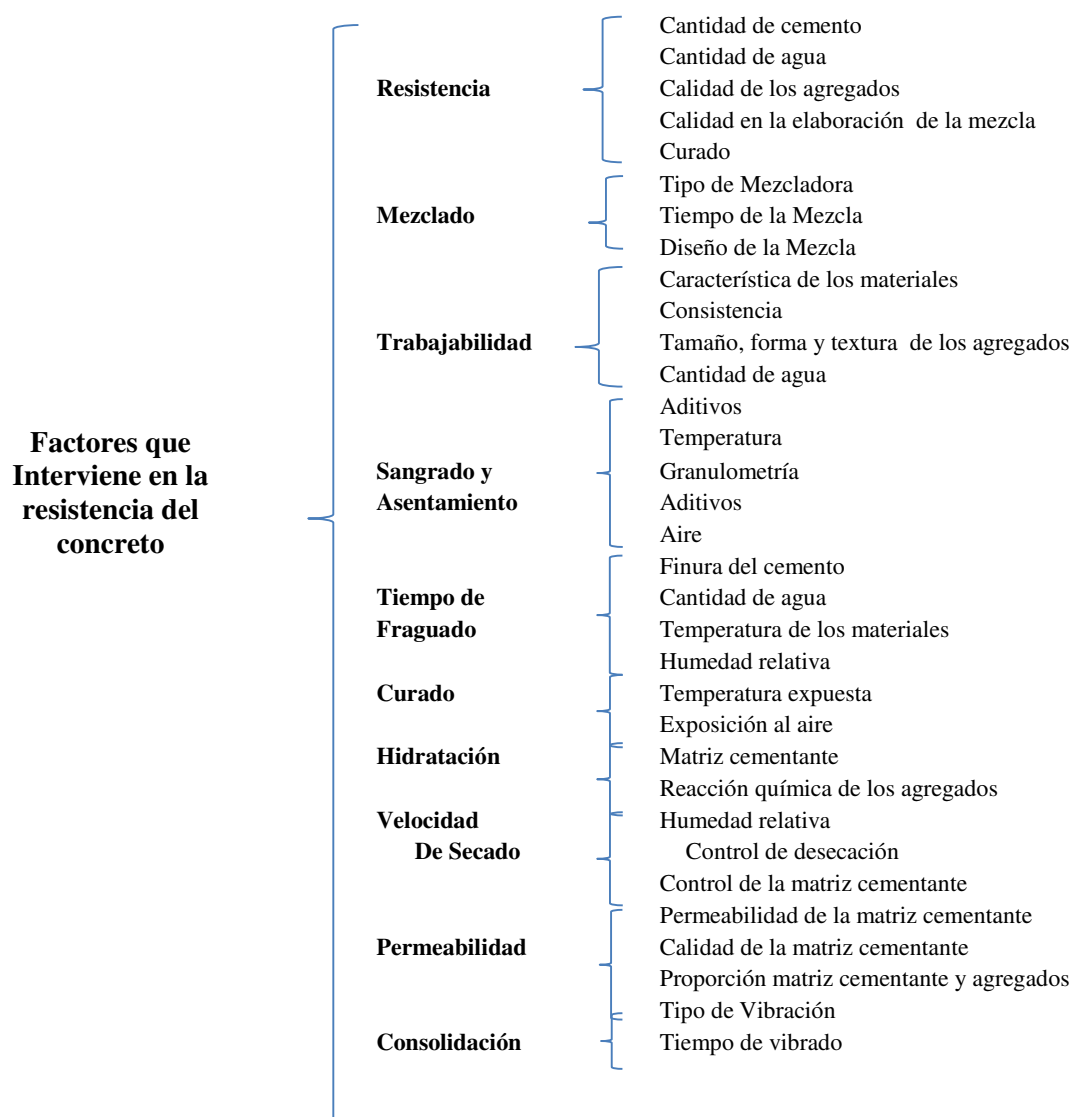 Factores que
Interviene en la
resistencia del
concreto
Resistencia
Cantidad de cemento
Cantidad de agua
Calidad de los agregados
Calidad en la elaboración de la mezcla
Curado
Mezclado
Tipo de Mezcladora
Tiempo de la Mezcla
Diseño de la Mezcla
Trabajabilidad
Característica de los materiales
Consistencia
Tamaño, forma y textura de los agregados
Cantidad de agua
Sangrado y
Asentamiento
Aditivos
Temperatura
Granulometría
Aditivos
Aire
Tiempo de
Fraguado
Finura del cemento
Cantidad de agua
Temperatura de los materiales
Humedad relativa
Curado
Temperatura expuesta
Exposición al aire
Hidratación
Matriz cementante
Reacción química de los agregados
Velocidad
De Secado
Humedad relativa
Control de desecación
Control de la matriz cementante
Permeabilidad
Permeabilidad de la matriz cementante
Calidad de la matriz cementante
Proporción matriz cementante y agregados
Consolidación
Tipo de Vibración
Tiempo de vibrado